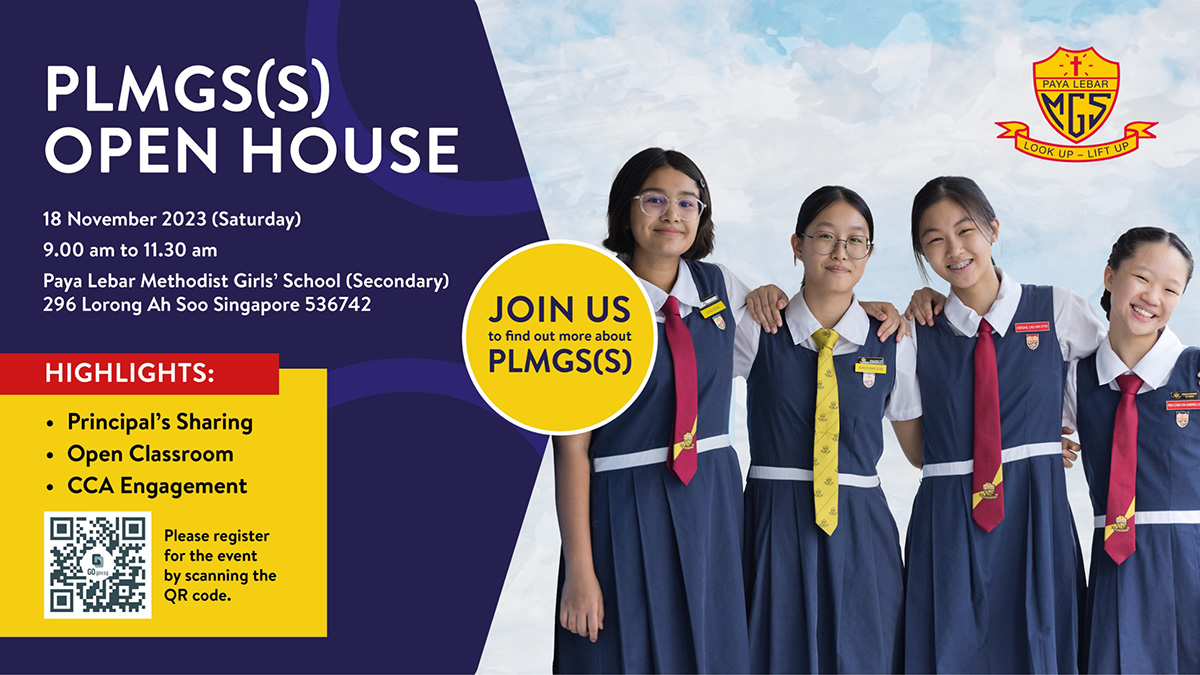 PLMGS(S)
OPEN HOUSE
18 November 2023 (Saturday)
9.00 am to 11.30 am
Paya Lebar Methodist Girls’ School (Secondary)
296 Lorong Ah Soo Singapore 536742
HIGHLIGHTS:
• Principal’s Sharing
• Open Classroom
• CCA Engagement
GO gov.sg
Please register
for the event
by scanning the
QR code.
JOIN US
to find out more about
PLMGS(S)
PAYA LEBAR
MGS
LOOK UP – LIFT UP